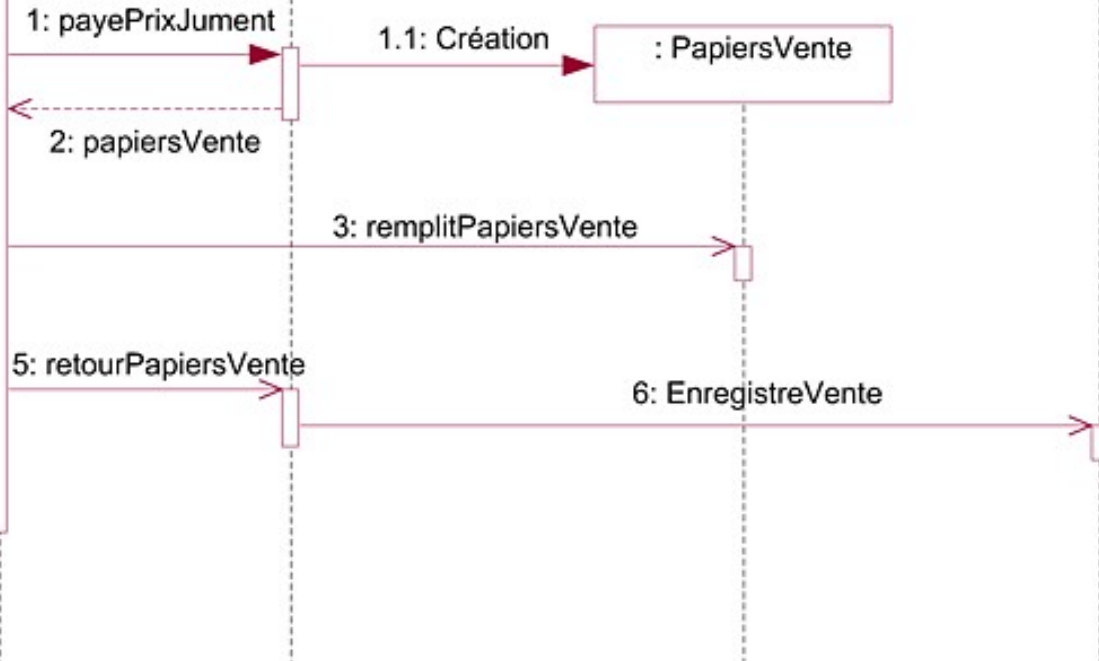 1: payePrixJument
1.1: Création
: PapiersVente
2: papiersVente
3: remplitPapiersVente
5: retourPapiersVente
6: EnregistreVente